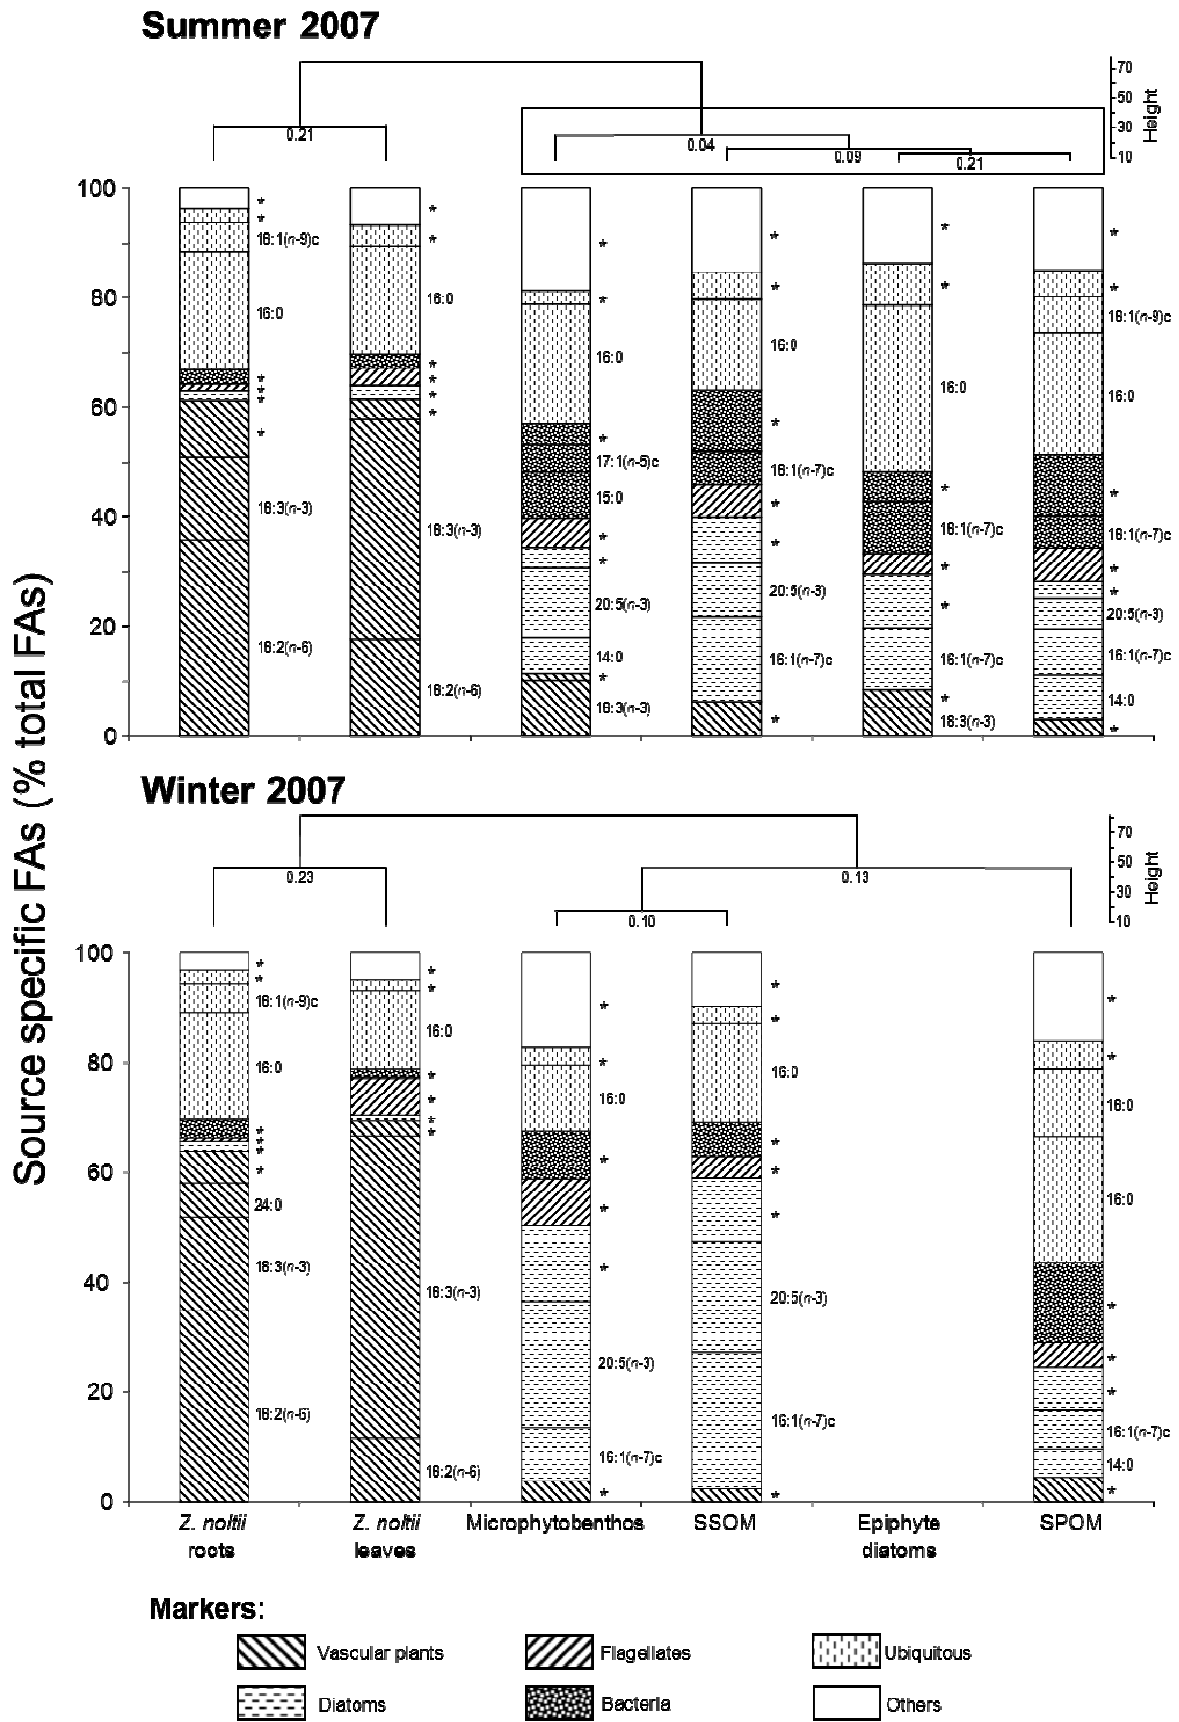 Summer 2007
0.21
0.04
0.09
0.21
70
50
30
10
Height
Source specific FAs (% total FAs)
100
80
60
40
20
0
*
*
18:1(n-9)c
16:0
*
*
*
*
18:3(n-3)
18:2(n-6)
*
*
16:0
*
*
*
*
18:3(n-3)
18:2(n-6)
*
*
16:0
*
17:1(n-5)c
15:0
*
*
20:5(n-3)
14:0
*
18:3(n-3)
*
*
16:0
*
18:1(n-7)c
*
*
20:5(n-3)
16:1(n-7)c
*
*
*
16:0
*
18:1(n-7)c
*
*
16:1(n-7)c
*
18:3(n-3)
*
*
18:1(n-9)c
16:0
*
18:1(n-7)c
*
*
20:5(n-3)
16:1(n-7)c
14:0
*
Winter 2007
0.23
0.10
0.13
70
50
30
10
Height
100
80
60
40
20
0
*
*
18:1(n-9)c
16:0
*
*
*
*
24:0
18:3(n-3)
18:2(n-6)
*
*
16:0
*
*
*
*
18:3(n-3)
18:2(n-6)
*
*
16:0
*
*
*
20:5(n-3)
16:1(n-7)c
*
*
*
16:0
*
*
*
20:5(n-3)
16:1(n-7)c
*
*
*
18:0
16:0
*
*
*
16:1(n-7)c
14:0
*
Z. noltii roots
Z. noltii leaves
Microphytobenthos
SSOM
Epiphyte diatoms
SPOM
Markers:
Vascular plants
Flagellates
Ubiquitous
Diatoms
Bacteria
Others